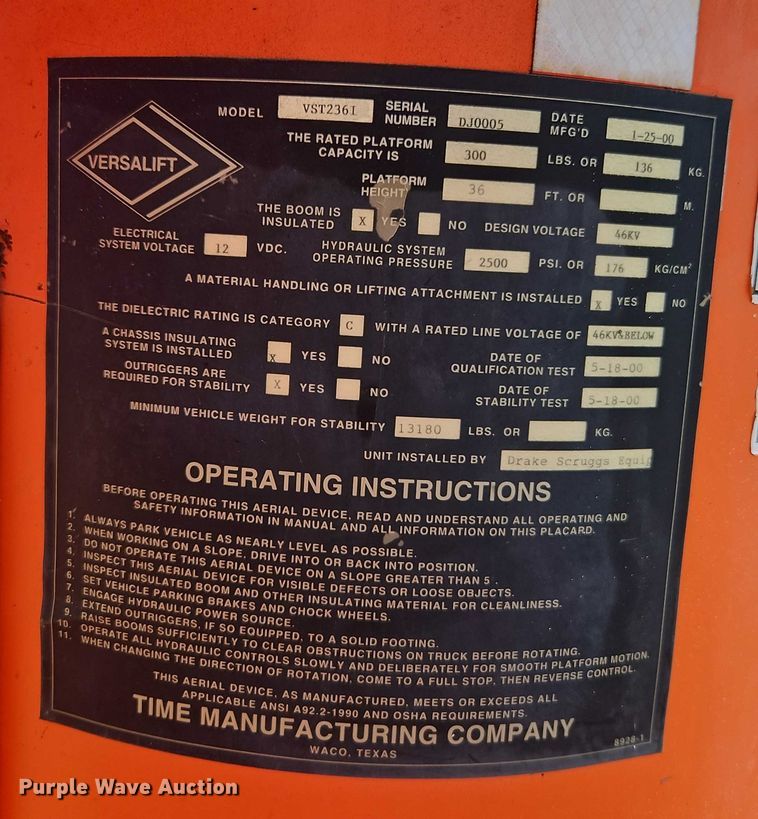 VERSALIFT
MODEL VST236I SERIAL NUMBER DJ0005 DATE MFG'D 1-25-00
THE RATED PLATFORM CAPACITY IS 300 LBS. OR 136 KG.
PLATFORM HEIGHT 36 FT. OR M.
THE BOOM IS INSULATED X YES NO DESIGN VOLTAGE 46KV
ELECTRICAL SYSTEM VOLTAGE 12 VDC. HYDRAULIC SYSTEM OPERATING PRESSURE 2500 PSI. OR 176 KG/CM²
A MATERIAL HANDLING OR LIFTING ATTACHMENT IS INSTALLED X YES NO
THE DIELECTRIC RATING IS CATEGORY C WITH A RATED LINE VOLTAGE OF 46KV&BELOW
A CHASSIS INSULATING SYSTEM IS INSTALLED X YES NO DATE OF QUALIFICATION TEST 5-18-00
OUTRIGGERS ARE REQUIRED FOR STABILITY X YES NO DATE OF STABILITY TEST 5-18-00
MINIMUM VEHICLE WEIGHT FOR STABILITY 13180 LBS. OR KG.
UNIT INSTALLED BY Drake Scruggs Equip
OPERATING INSTRUCTIONS
BEFORE OPERATING THIS AERIAL DEVICE, READ AND UNDERSTAND ALL OPERATING AND
SAFETY INFORMATION IN MANUAL AND ALL INFORMATION ON THIS PLACARD.
1. ALWAYS PARK VEHICLE AS NEARLY LEVEL AS POSSIBLE.
2. WHEN WORKING ON A SLOPE, DRIVE INTO OR BACK INTO POSITION.
3. DO NOT OPERATE THIS AERIAL DEVICE ON A SLOPE GREATER THAN 5°.
4. INSPECT THIS AERIAL DEVICE FOR VISIBLE DEFECTS OR LOOSE OBJECTS.
5. INSPECT INSULATED BOOM AND OTHER INSULATING MATERIAL FOR CLEANLINESS.
6. SET VEHICLE PARKING BRAKES AND CHOCK WHEELS.
7. ENGAGE HYDRAULIC POWER SOURCE.
8. EXTEND OUTRIGGERS, IF SO EQUIPPED, TO A SOLID FOOTING.
9. RAISE BOOMS SUFFICIENTLY TO CLEAR OBSTRUCTIONS ON TRUCK BEFORE ROTATING.
10. OPERATE ALL HYDRAULIC CONTROLS SLOWLY AND DELIBERATELY FOR SMOOTH PLATFORM MOTION.
11. WHEN CHANGING THE DIRECTION OF ROTATION, COME TO A FULL STOP, THEN REVERSE CONTROL.
THIS AERIAL DEVICE, AS MANUFACTURED, MEETS OR EXCEEDS ALL
APPLICABLE ANSI A92.2-1990 AND OSHA REQUIREMENTS.
TIME MANUFACTURING COMPANY
WACO, TEXAS
8928-1
Purple Wave Auction